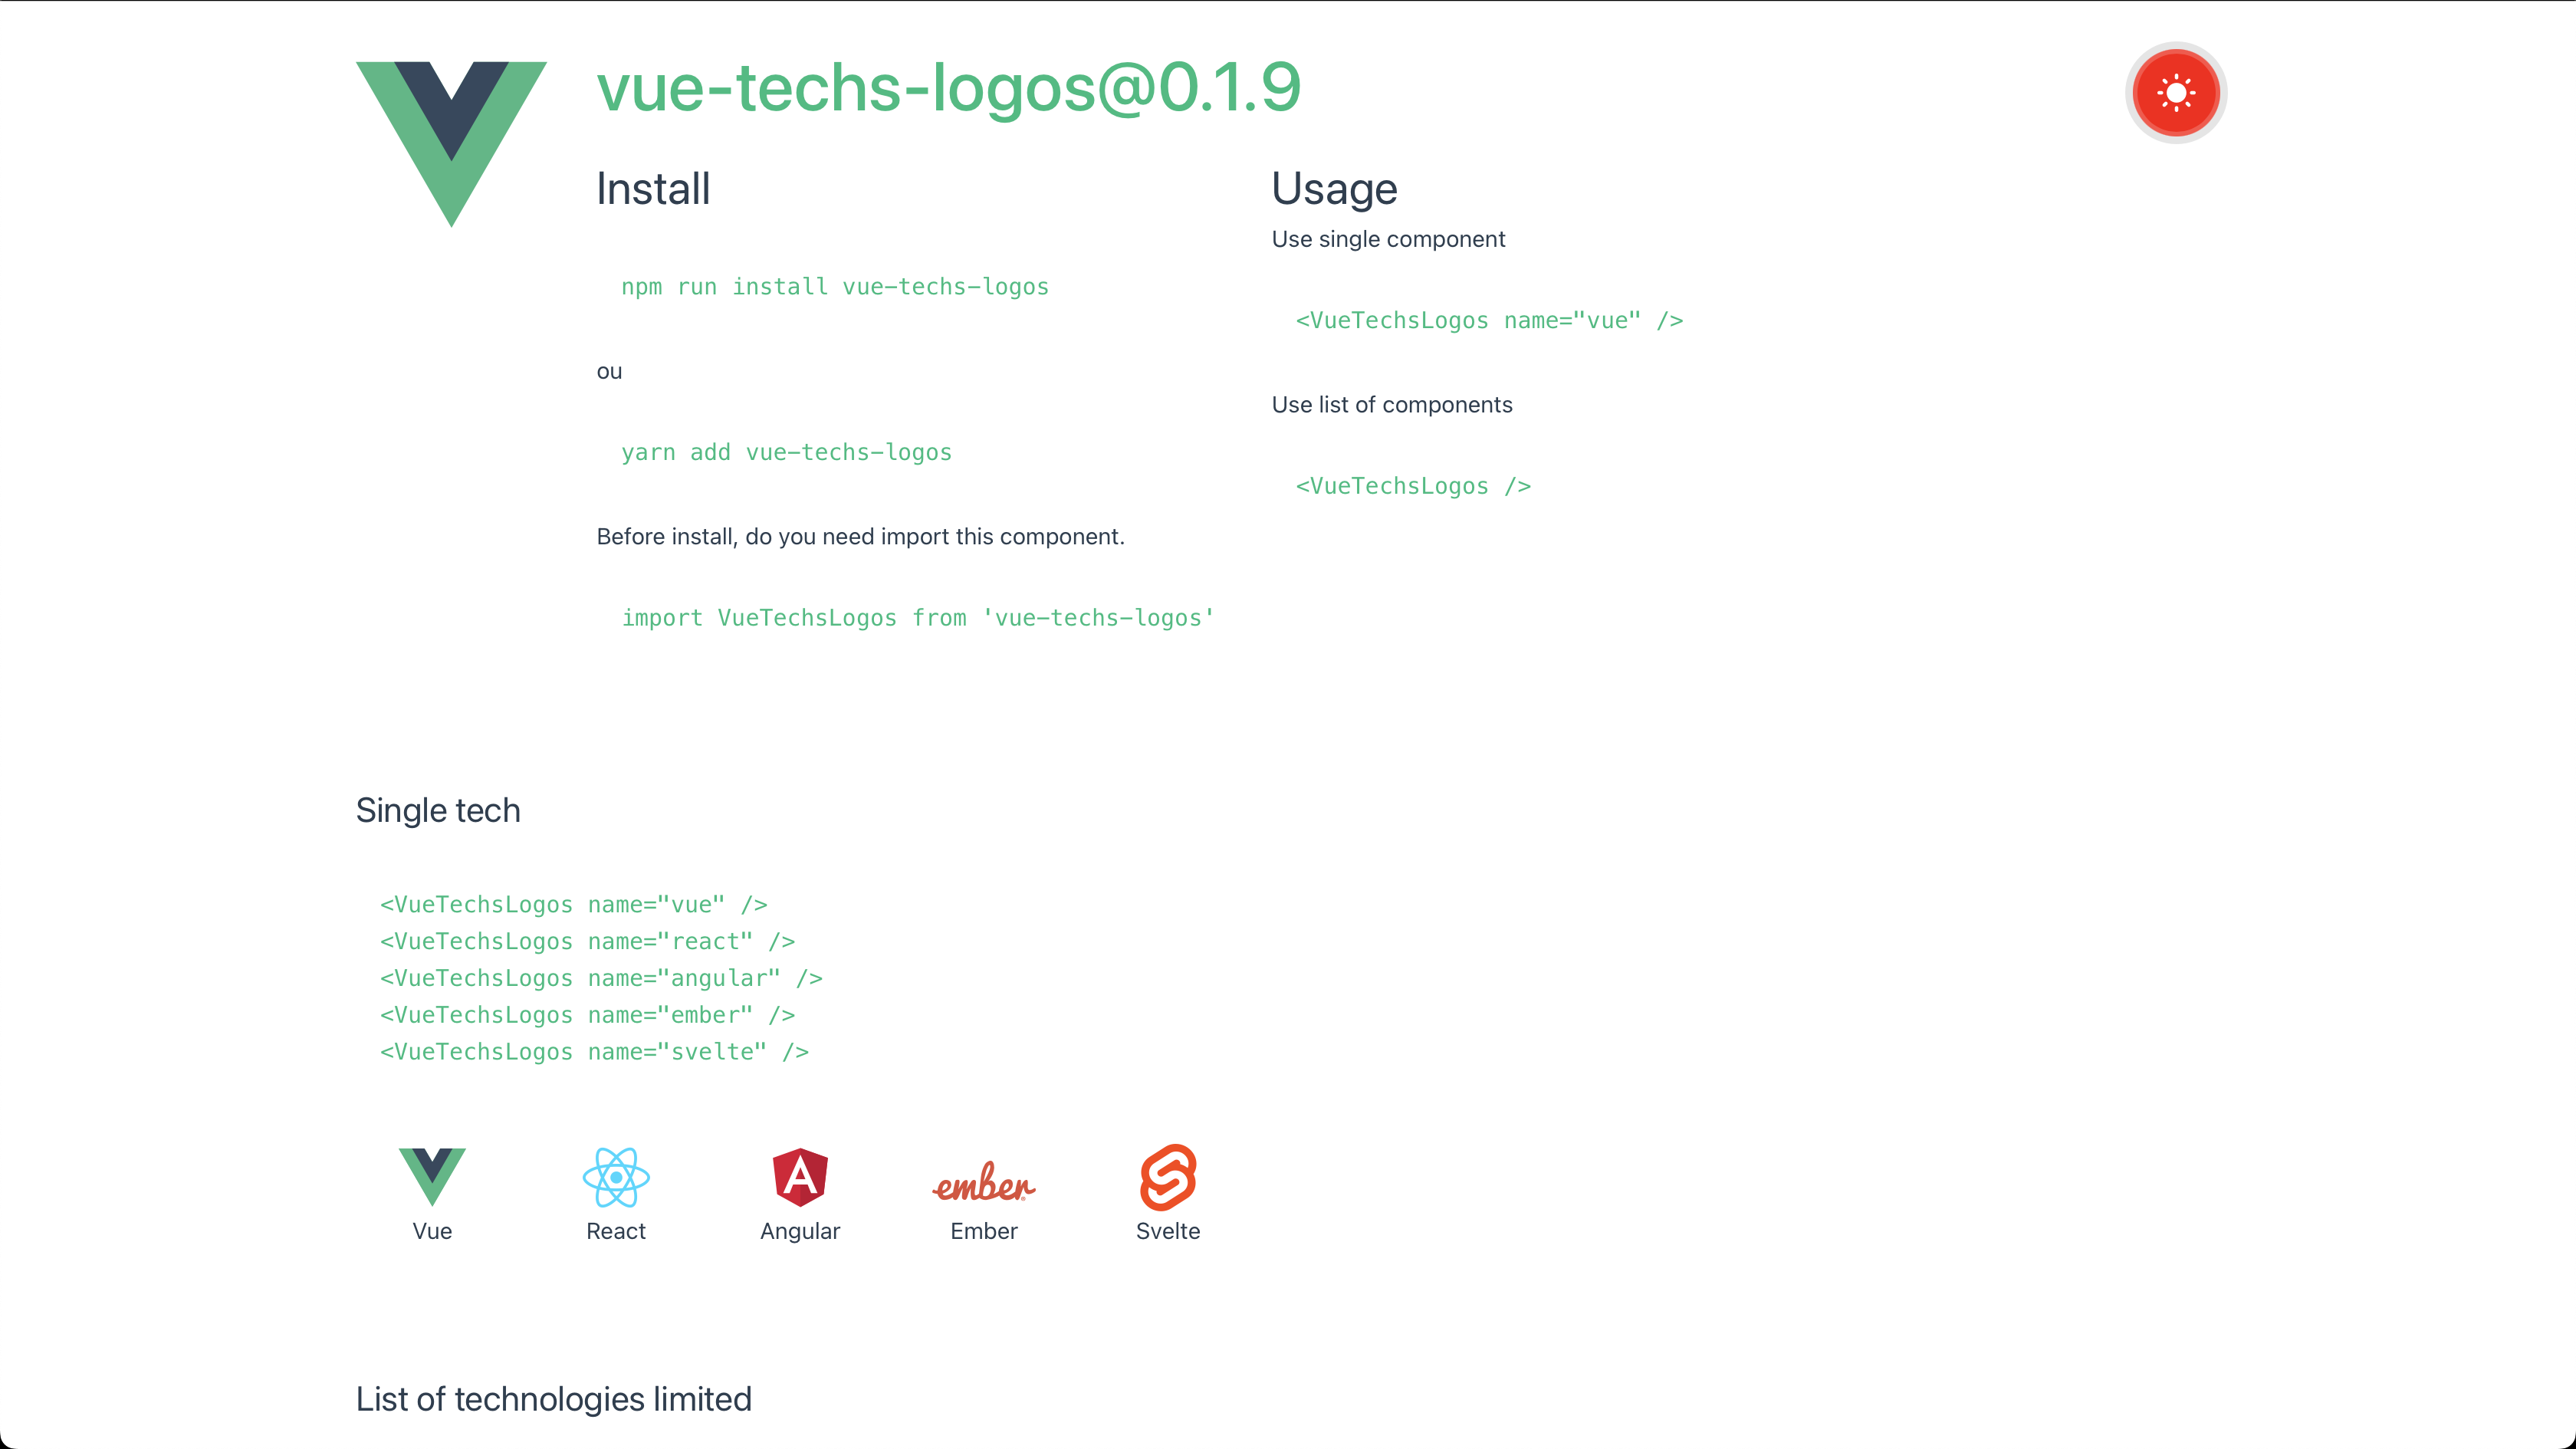 vue-techs-logos@0.1.9
Install
npm run install vue-techs-logos
ou
yarn add vue-techs-logos
Before install, do you need import this component.
import VueTechsLogos from 'vue-techs-logos'
Usage
Use single component
<VueTechsLogos name="vue" />
Use list of components
<VueTechsLogos />
Single tech
<VueTechsLogos name="vue" />
<VueTechsLogos name="react" />
<VueTechsLogos name="angular" />
<VueTechsLogos name="ember" />
<VueTechsLogos name="svelte" />
ember
Vue React Angular Ember Svelte
List of technologies limited